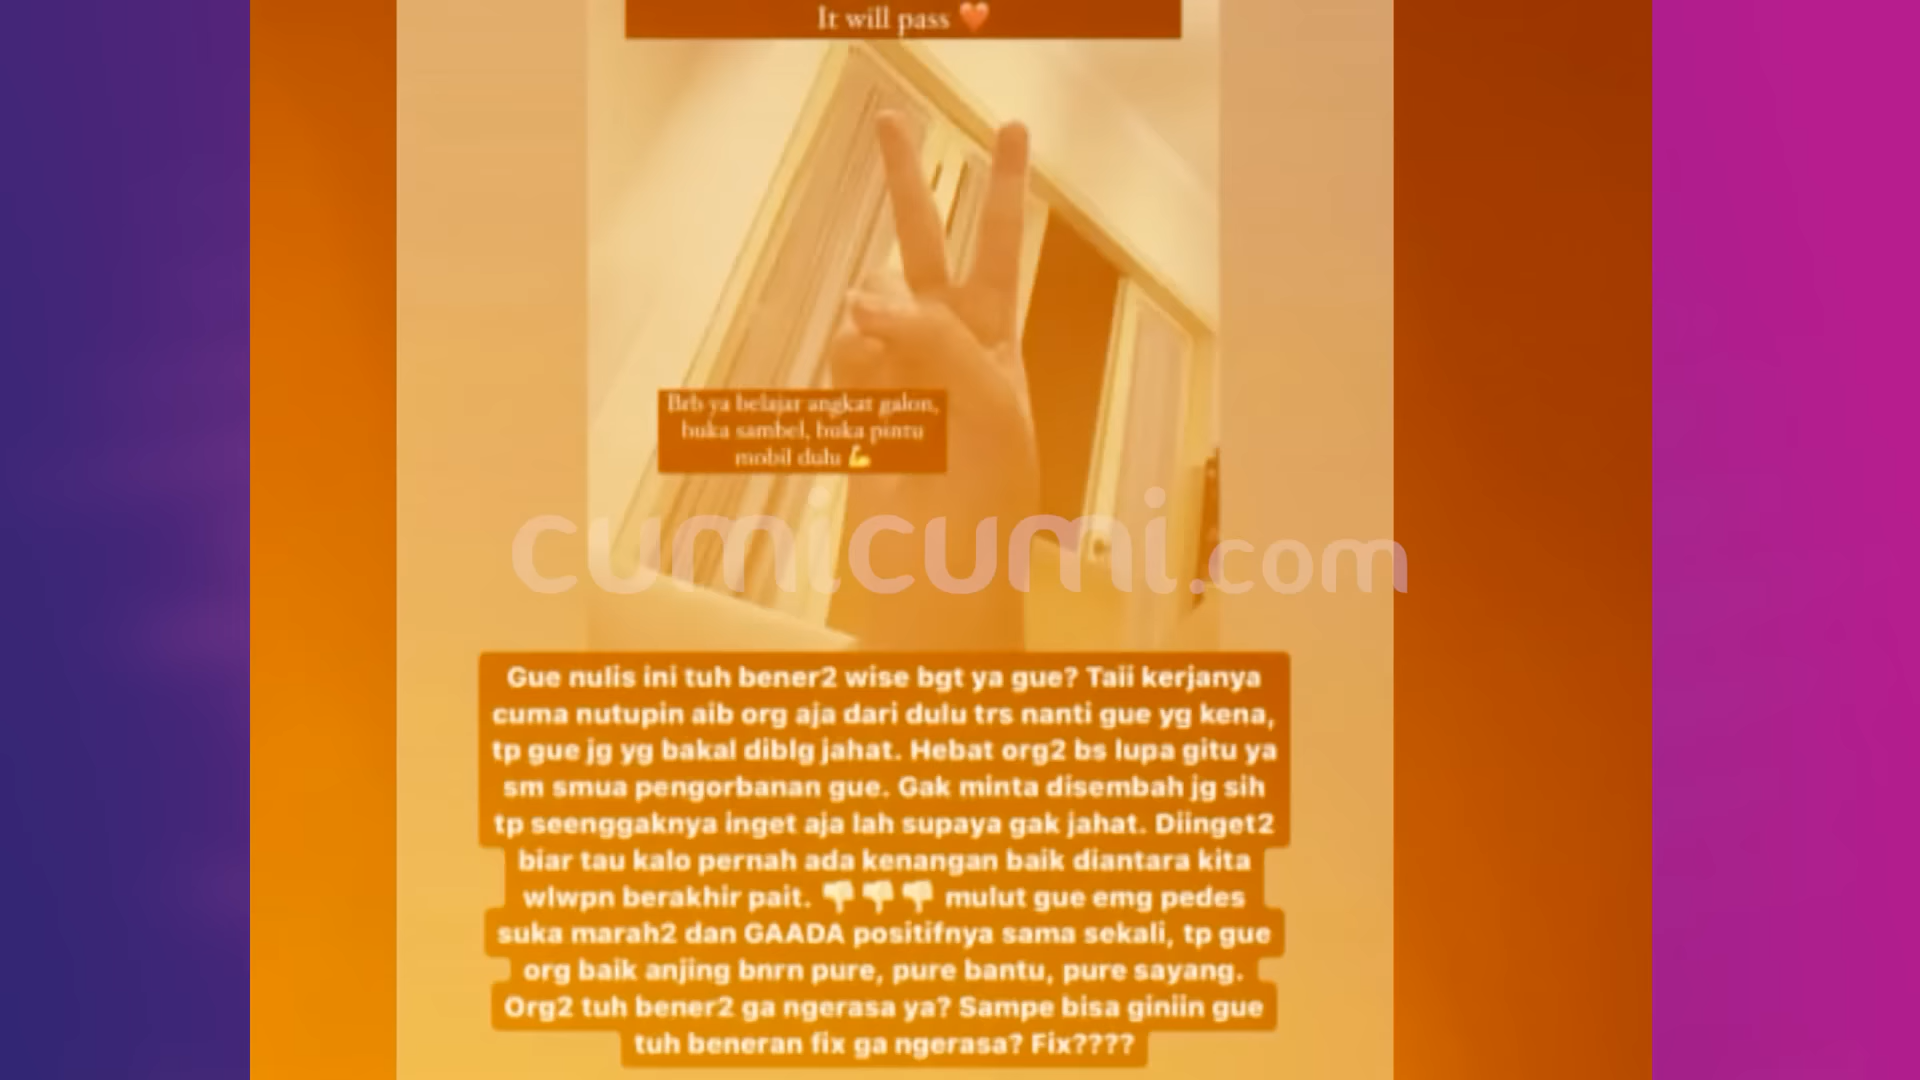 It will pass ❤️
Brb ya belajar angkat galon,
buka sambel, buka pintu
mobil dulu 💪
cumicumi.com
Gue nulis ini tuh bener2 wise bgt ya gue? Taii kerjanya
cuma nutupin aib org aja dari dulu trs nanti gue yg kena,
tp gue jg yg bakal diblg jahat. Hebat org2 bs lupa gitu ya
sm smua pengorbanan gue. Gak minta disembah jg sih
tp seenggaknya inget aja lah supaya gak jahat. Diinget2
biar tau kalo pernah ada kenangan baik diantara kita
wlwpn berakhir pait. 👎👎👎 mulut gue emg pedes
suka marah2 dan GAADA positifnya sama sekali, tp gue
org baik anjing bnrn pure, pure bantu, pure sayang.
Org2 tuh bener2 ga ngerasa ya? Sampe bisa giniin gue
tuh beneran fix ga ngerasa? Fix????